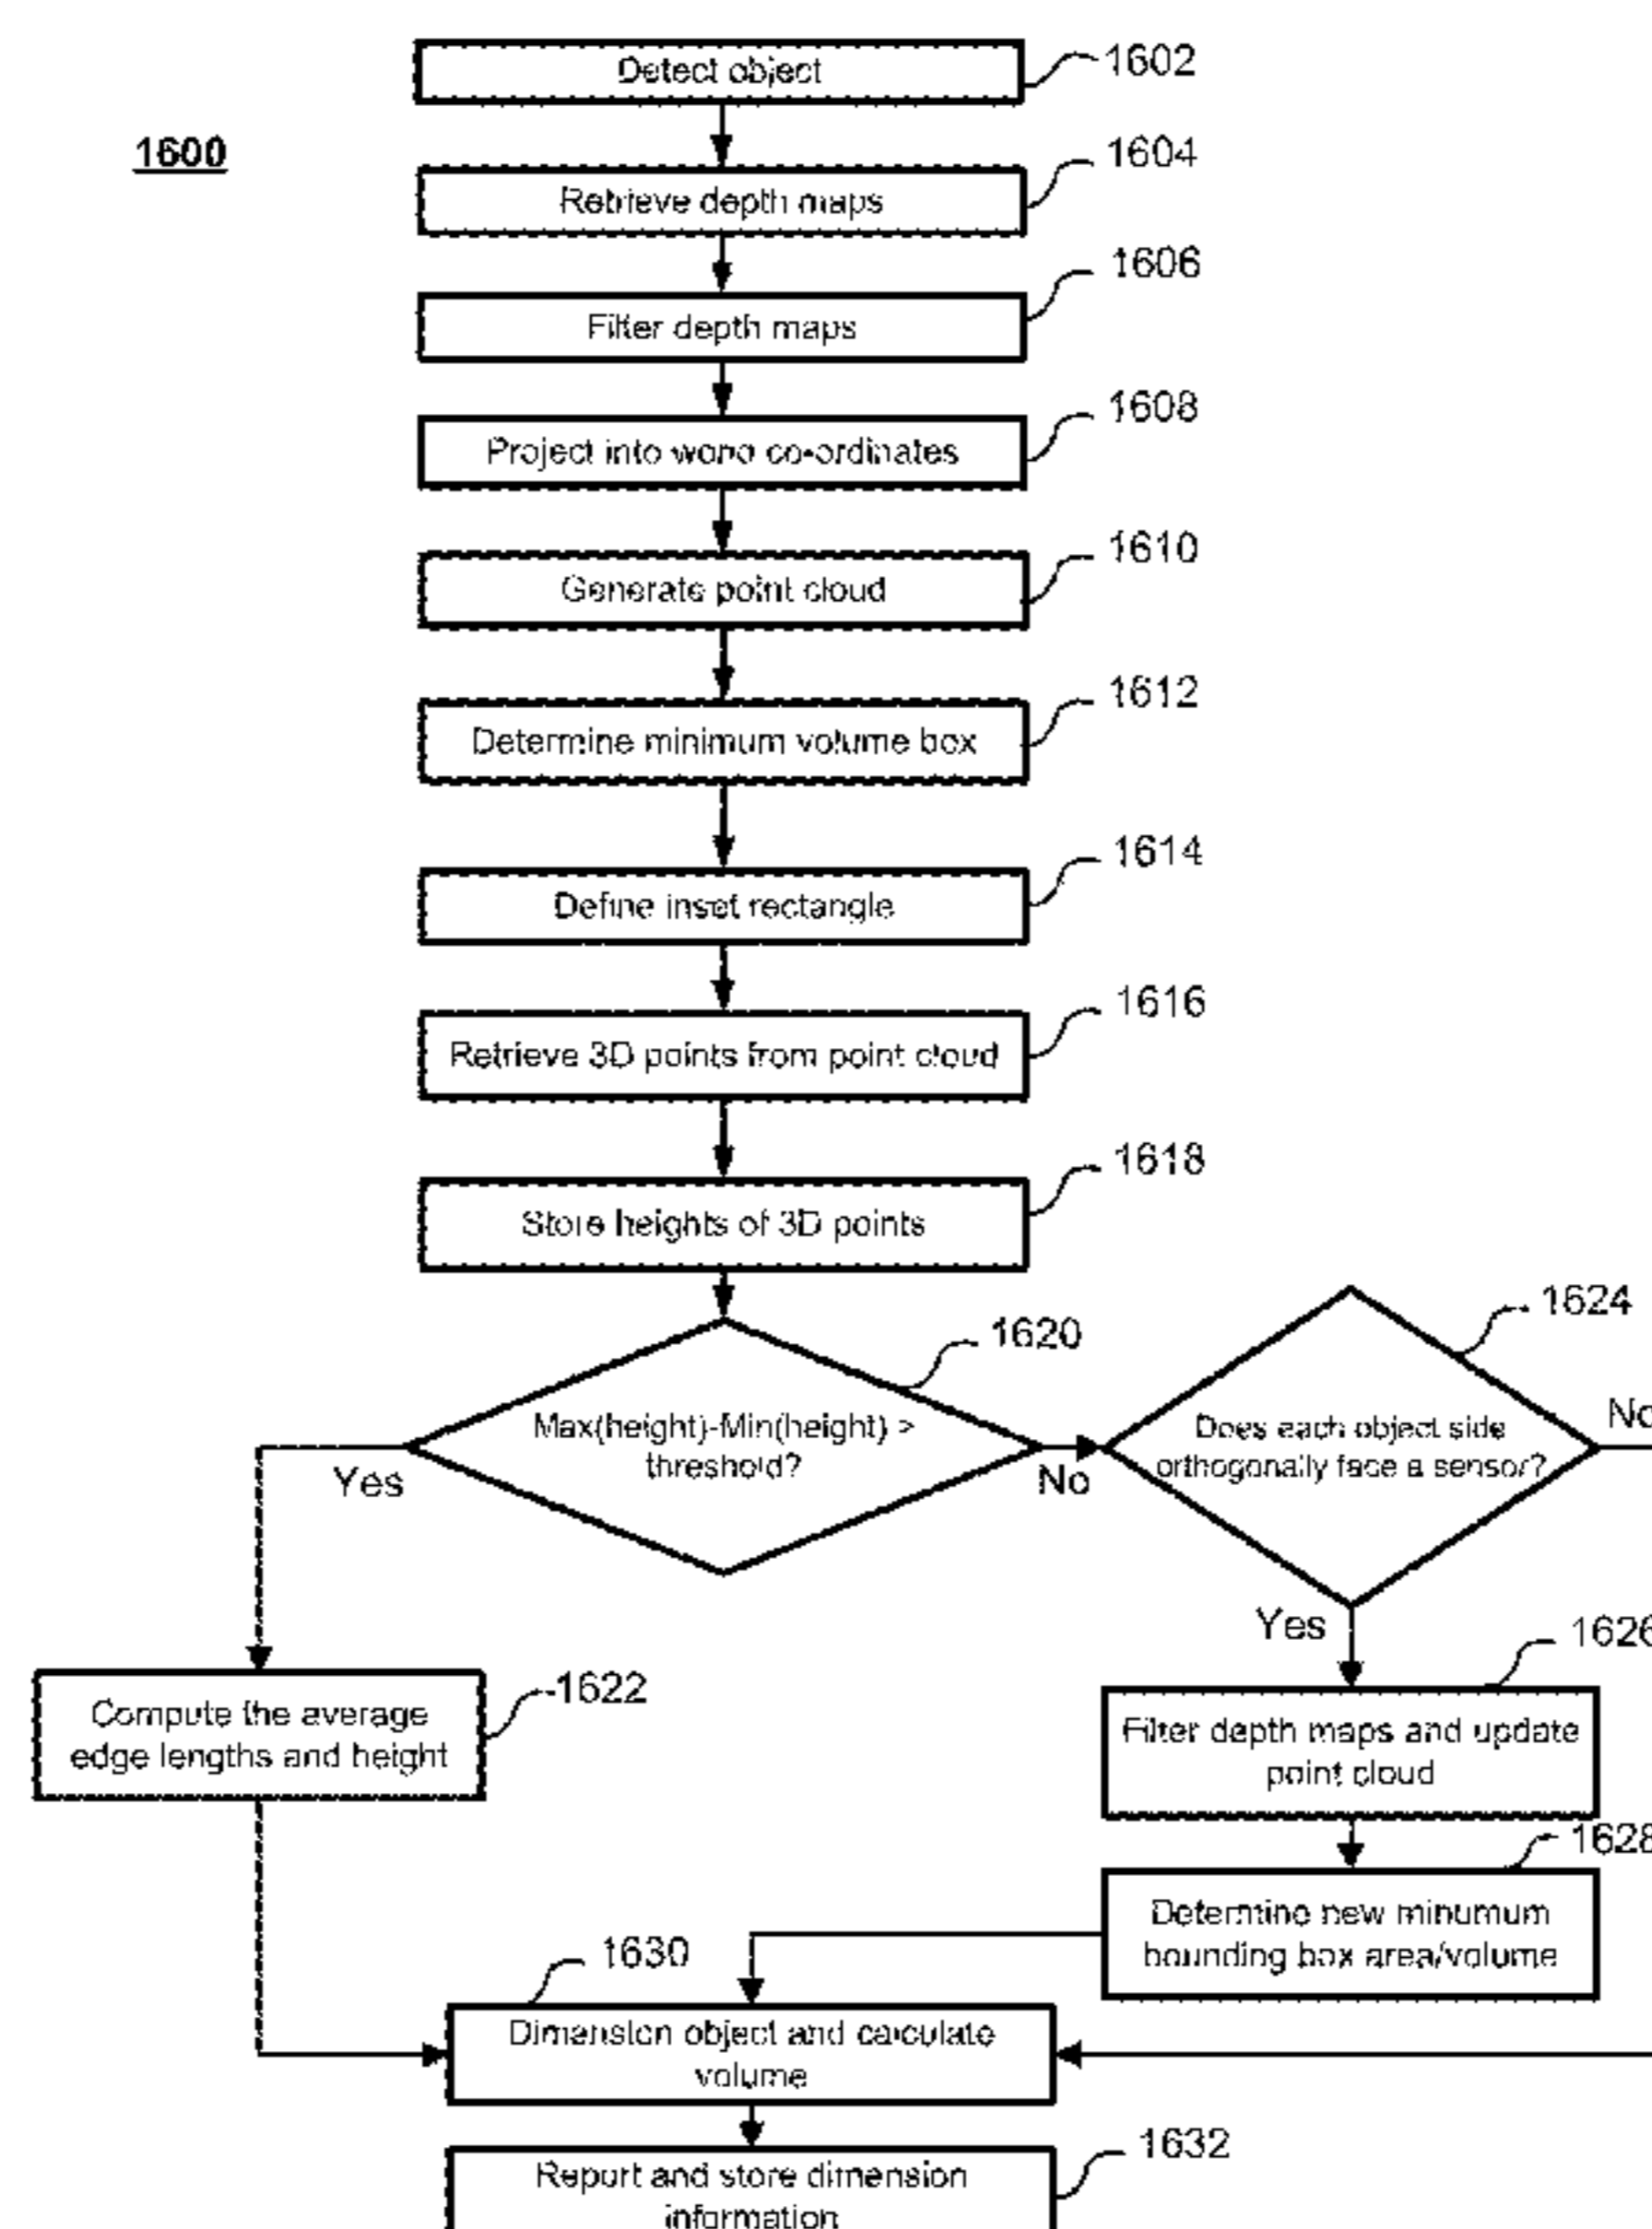 1600
Detect object
1602
Retrieve depth maps
1604
Filter depth maps
1606
Project into world co-ordinates
1608
Generate point cloud
1610
Determine minimum volume box
1612
Define inset rectangle
1614
Retrieve 3D points from point cloud
1616
Store heights of 3D points
1618
Max(height)-Min(height) >
threshold?
1620
Yes
No
Does each object side
orthogonally face a sensor?
1624
No
Yes
Compute the average
edge lengths and height
1622
Filter depth maps and update
point cloud
1626
Determine new minumum
bounding box area/volume
1628
Dimension object and calculate
volume
1630
Report and store dimension
information
1632